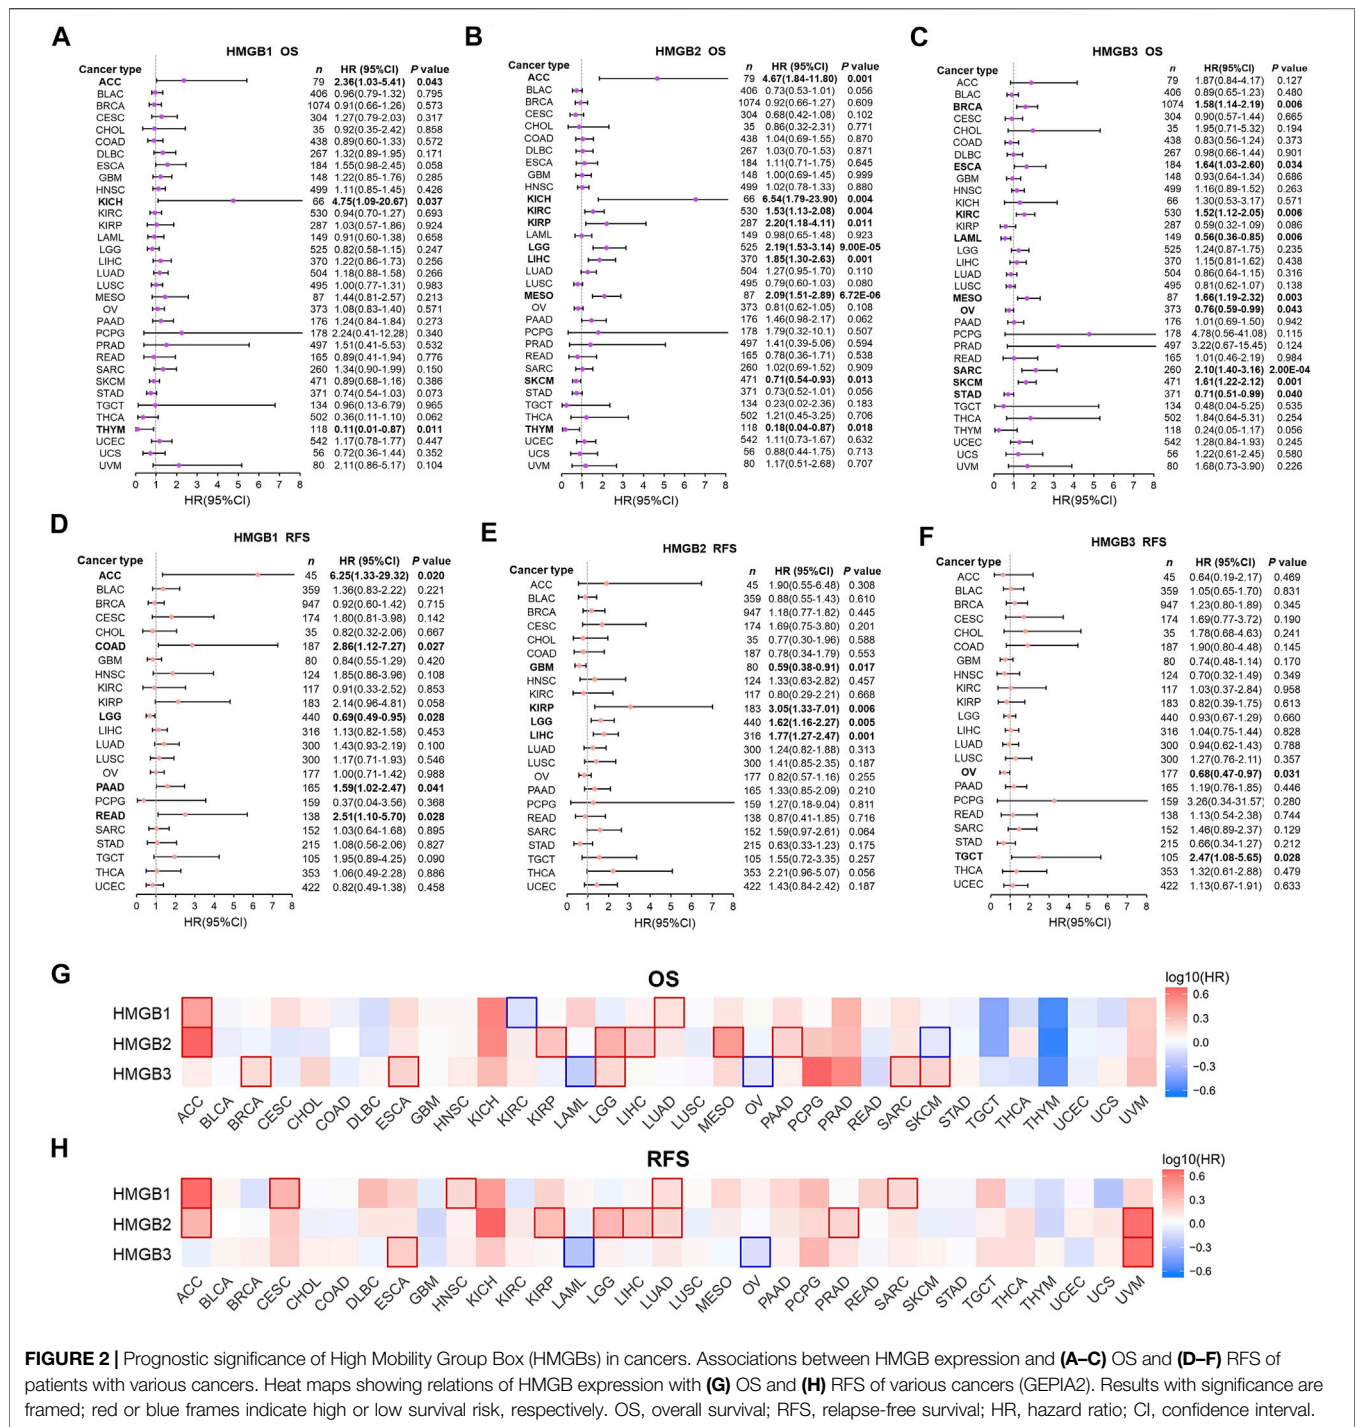 A
HMGB1 OS
Cancer type n HR (95%CI) P value
ACC 79 2.36(1.03-5.41) 0.043
BLAC 406 0.96(0.79-1.32) 0.795
BRCA 1074 0.91(0.66-1.26) 0.573
CESC 304 1.27(0.79-2.03) 0.317
CHOL 35 0.92(0.35-2.42) 0.858
COAD 438 0.89(0.60-1.33) 0.572
DLBC 267 1.32(0.89-1.95) 0.171
ESCA 184 1.55(0.98-2.45) 0.058
GBM 148 1.22(0.85-1.76) 0.285
HNSC 499 1.11(0.85-1.45) 0.426
KICH 66 4.75(1.09-20.67) 0.037
KIRC 530 0.94(0.70-1.27) 0.693
KIRP 287 1.03(0.57-1.86) 0.924
LAML 149 0.91(0.60-1.38) 0.658
LGG 525 0.82(0.58-1.15) 0.247
LIHC 370 1.22(0.86-1.73) 0.256
LUAD 504 1.18(0.88-1.58) 0.266
LUSC 495 1.00(0.77-1.31) 0.983
MESO 87 1.44(0.81-2.57) 0.213
OV 373 1.08(0.83-1.40) 0.571
PAAD 176 1.24(0.84-1.84) 0.273
PCPG 178 2.24(0.41-12.28) 0.340
PRAD 497 1.51(0.41-5.53) 0.532
READ 165 0.89(0.41-1.94) 0.776
SARC 260 1.34(0.90-1.99) 0.150
SKCM 471 0.89(0.68-1.16) 0.386
STAD 371 0.74(0.54-1.03) 0.073
TGCT 134 0.96(0.13-6.79) 0.965
THCA 502 0.36(0.11-1.10) 0.062
THYM 118 0.11(0.01-0.87) 0.011
UCEC 542 1.17(0.78-1.77) 0.447
UCS 56 0.72(0.36-1.44) 0.352
UVM 80 2.11(0.86-5.17) 0.104
0 1 2 3 4 5 6 7 8
HR(95%CI)
B
HMGB2 OS
Cancer type n HR (95%CI) P value
ACC 79 4.67(1.84-11.80) 0.001
BLAC 406 0.73(0.53-1.01) 0.056
BRCA 1074 0.92(0.66-1.27) 0.609
CESC 304 0.68(0.42-1.08) 0.102
CHOL 35 0.86(0.32-2.31) 0.771
COAD 438 1.04(0.69-1.55) 0.870
DLBC 267 1.03(0.70-1.53) 0.871
ESCA 184 1.11(0.71-1.75) 0.645
GBM 148 1.00(0.69-1.45) 0.999
HNSC 499 1.02(0.78-1.33) 0.880
KICH 66 6.54(1.79-23.90) 0.004
KIRC 530 1.53(1.13-2.08) 0.004
KIRP 287 2.20(1.18-4.11) 0.011
LAML 149 0.98(0.65-1.48) 0.923
LGG 525 2.19(1.53-3.14) 9.00E-05
LIHC 370 1.85(1.30-2.63) 0.001
LUAD 504 1.27(0.95-1.70) 0.110
LUSC 495 0.79(0.60-1.03) 0.080
MESO 87 2.09(1.51-2.89) 6.72E-06
OV 373 0.81(0.62-1.05) 0.108
PAAD 176 1.46(0.98-2.17) 0.062
PCPG 178 1.79(0.32-10.1) 0.507
PRAD 497 1.41(0.39-5.06) 0.594
READ 165 0.78(0.36-1.71) 0.538
SARC 260 1.02(0.69-1.52) 0.909
SKCM 471 0.71(0.54-0.93) 0.013
STAD 371 0.73(0.52-1.01) 0.056
TGCT 134 0.23(0.02-2.36) 0.183
THCA 502 1.21(0.45-3.25) 0.706
THYM 118 0.18(0.04-0.87) 0.018
UCEC 542 1.11(0.73-1.67) 0.632
UCS 56 0.88(0.44-1.75) 0.713
UVM 80 1.17(0.51-2.68) 0.707
0 1 2 3 4 5 6 7 8
HR(95%CI)
C
HMGB3 OS
Cancer type n HR (95%CI) P value
ACC 79 1.87(0.84-4.17) 0.127
BLAC 406 0.89(0.65-1.23) 0.480
BRCA 1074 1.58(1.14-2.19) 0.006
CESC 304 0.90(0.57-1.44) 0.665
CHOL 35 1.95(0.71-5.32) 0.194
COAD 438 0.83(0.56-1.24) 0.373
DLBC 267 0.98(0.66-1.44) 0.901
ESCA 184 1.64(1.03-2.60) 0.034
GBM 148 0.93(0.64-1.34) 0.686
HNSC 499 1.16(0.89-1.52) 0.263
KICH 66 1.30(0.53-3.17) 0.571
KIRC 530 1.52(1.12-2.05) 0.006
KIRP 287 0.59(0.32-1.09) 0.086
LAML 149 0.56(0.36-0.85) 0.006
LGG 525 1.24(0.87-1.75) 0.235
LIHC 370 1.15(0.81-1.62) 0.438
LUAD 504 0.86(0.64-1.15) 0.316
LUSC 495 0.81(0.62-1.07) 0.138
MESO 87 1.66(1.19-2.32) 0.003
OV 373 0.76(0.59-0.99) 0.043
PAAD 176 1.01(0.69-1.50) 0.942
PCPG 178 4.78(0.56-41.08) 0.115
PRAD 497 3.22(0.67-15.45) 0.124
READ 165 1.01(0.46-2.19) 0.984
SARC 260 2.10(1.40-3.16) 2.00E-04
SKCM 471 1.61(1.22-2.12) 0.001
STAD 371 0.71(0.51-0.99) 0.040
TGCT 134 0.48(0.04-5.25) 0.535
THCA 502 1.84(0.64-5.31) 0.254
THYM 118 0.24(0.05-1.17) 0.056
UCEC 542 1.28(0.84-1.93) 0.245
UCS 56 1.22(0.61-2.45) 0.580
UVM 80 1.68(0.73-3.90) 0.226
0 1 2 3 4 5 6 7 8
HR(95%CI)
D
HMGB1 RFS
Cancer type n HR (95%CI) P value
ACC 45 6.25(1.33-29.32) 0.020
BLAC 359 1.36(0.83-2.22) 0.221
BRCA 947 0.92(0.60-1.42) 0.715
CESC 174 1.80(0.81-3.98) 0.142
CHOL 35 0.82(0.32-2.06) 0.667
COAD 187 2.86(1.12-7.27) 0.027
GBM 80 0.84(0.55-1.29) 0.420
HNSC 124 1.85(0.86-3.96) 0.108
KIRC 117 0.91(0.33-2.52) 0.853
KIRP 183 2.14(0.96-4.81) 0.058
LGG 440 0.69(0.49-0.95) 0.028
LIHC 316 1.13(0.82-1.58) 0.453
LUAD 300 1.43(0.93-2.19) 0.100
LUSC 300 1.17(0.71-1.93) 0.546
OV 177 1.00(0.71-1.42) 0.988
PAAD 165 1.59(1.02-2.47) 0.041
PCPG 159 0.37(0.04-3.56) 0.368
READ 138 2.51(1.10-5.70) 0.028
SARC 152 1.03(0.64-1.68) 0.895
STAD 215 1.08(0.56-2.06) 0.827
TGCT 105 1.95(0.89-4.25) 0.090
THCA 353 1.06(0.49-2.28) 0.886
UCEC 422 0.82(0.49-1.38) 0.458
0 1 2 3 4 5 6 7 8
HR(95%CI)
E
HMGB2 RFS
Cancer type n HR (95%CI) P value
ACC 45 1.90(0.55-6.48) 0.308
BLAC 359 0.88(0.55-1.43) 0.610
BRCA 947 1.18(0.77-1.82) 0.445
CESC 174 1.69(0.75-3.80) 0.201
CHOL 35 0.77(0.30-1.96) 0.588
COAD 187 0.78(0.34-1.79) 0.553
GBM 80 0.59(0.38-0.91) 0.017
HNSC 124 1.33(0.63-2.82) 0.457
KIRC 117 0.80(0.29-2.21) 0.668
KIRP 183 3.05(1.33-7.01) 0.006
LGG 440 1.62(1.16-2.27) 0.005
LIHC 316 1.77(1.27-2.47) 0.001
LUAD 300 1.24(0.82-1.88) 0.313
LUSC 300 1.41(0.85-2.35) 0.187
OV 177 0.82(0.57-1.16) 0.255
PAAD 165 1.33(0.85-2.09) 0.210
PCPG 159 1.27(0.18-9.04) 0.811
READ 138 0.87(0.41-1.85) 0.716
SARC 152 1.59(0.97-2.61) 0.064
STAD 215 0.63(0.33-1.23) 0.175
TGCT 105 1.55(0.72-3.35) 0.257
THCA 353 2.21(0.96-5.07) 0.056
UCEC 422 1.43(0.84-2.42) 0.187
0 1 2 3 4 5 6 7 8
HR(95%CI)
F
HMGB3 RFS
Cancer type n HR (95%CI) P value
ACC 45 0.64(0.19-2.17) 0.469
BLAC 359 1.05(0.65-1.70) 0.831
BRCA 947 1.23(0.80-1.89) 0.345
CESC 174 1.69(0.77-3.72) 0.190
CHOL 35 1.78(0.68-4.63) 0.241
COAD 187 1.90(0.80-4.48) 0.145
GBM 80 0.74(0.48-1.14) 0.170
HNSC 124 0.70(0.32-1.49) 0.349
KIRC 117 1.03(0.37-2.84) 0.958
KIRP 183 0.82(0.39-1.75) 0.613
LGG 440 0.93(0.67-1.29) 0.660
LIHC 316 1.04(0.75-1.44) 0.828
LUAD 300 0.94(0.62-1.43) 0.788
LUSC 300 1.27(0.76-2.11) 0.357
OV 177 0.68(0.47-0.97) 0.031
PAAD 165 1.19(0.76-1.85) 0.446
PCPG 159 3.26(0.34-31.57) 0.280
READ 138 1.13(0.54-2.38) 0.744
SARC 152 1.46(0.89-2.37) 0.129
STAD 215 0.66(0.34-1.27) 0.212
TGCT 105 2.47(1.08-5.65) 0.028
THCA 353 1.32(0.61-2.88) 0.479
UCEC 422 1.13(0.67-1.91) 0.633
0 1 2 3 4 5 6 7 8
HR(95%CI)
G
OS
log10(HR)
HMGB1
HMGB2
HMGB3
0.6
0.3
0.0
−0.3
−0.6
ACC BLCA BRCA CESC CHOL COAD DLBC ESCA GBM HNSC KICH KIRC KIRP LAML LGG LIHC LUAD LUSC MESO OV PAAD PCPG PRAD READ SARC SKCM STAD TGCT THCA THYM UCEC UCS UVM
H
RFS
log10(HR)
HMGB1
HMGB2
HMGB3
0.6
0.3
0.0
−0.3
−0.6
ACC BLCA BRCA CESC CHOL COAD DLBC ESCA GBM HNSC KICH KIRC KIRP LAML LGG LIHC LUAD LUSC MESO OV PAAD PCPG PRAD READ SARC SKCM STAD TGCT THCA THYM UCEC UCS UVM
FIGURE 2 | Prognostic significance of High Mobility Group Box (HMGBs) in cancers. Associations between HMGB expression and (A–C) OS and (D–F) RFS of
patients with various cancers. Heat maps showing relations of HMGB expression with (G) OS and (H) RFS of various cancers (GEPIA2). Results with significance are
framed; red or blue frames indicate high or low survival risk, respectively. OS, overall survival; RFS, relapse-free survival; HR, hazard ratio; CI, confidence interval.